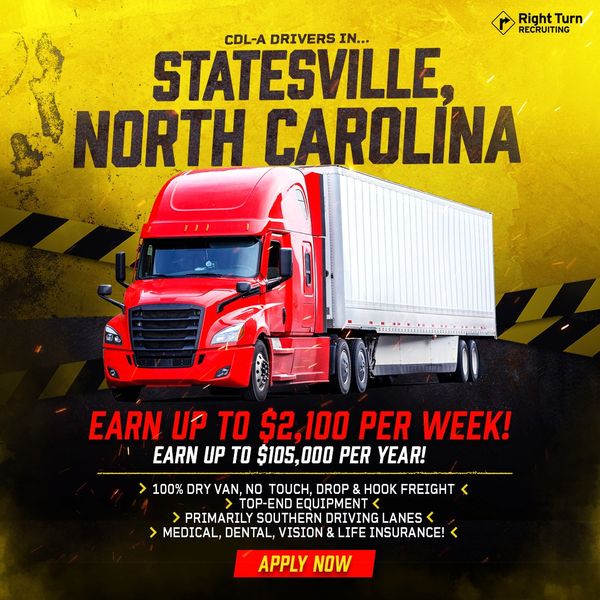 Right Turn
RECRUITING
CDL-A DRIVERS IN...
STATESVILLE,
NORTH CAROLINA
EARN UP TO $2,100 PER WEEK!
EARN UP TO $105,000 PER YEAR!
100% DRY VAN, NO TOUCH, DROP & HOOK FREIGHT
TOP-END EQUIPMENT
PRIMARILY SOUTHERN DRIVING LANES
MEDICAL, DENTAL, VISION & LIFE INSURANCE!
APPLY NOW